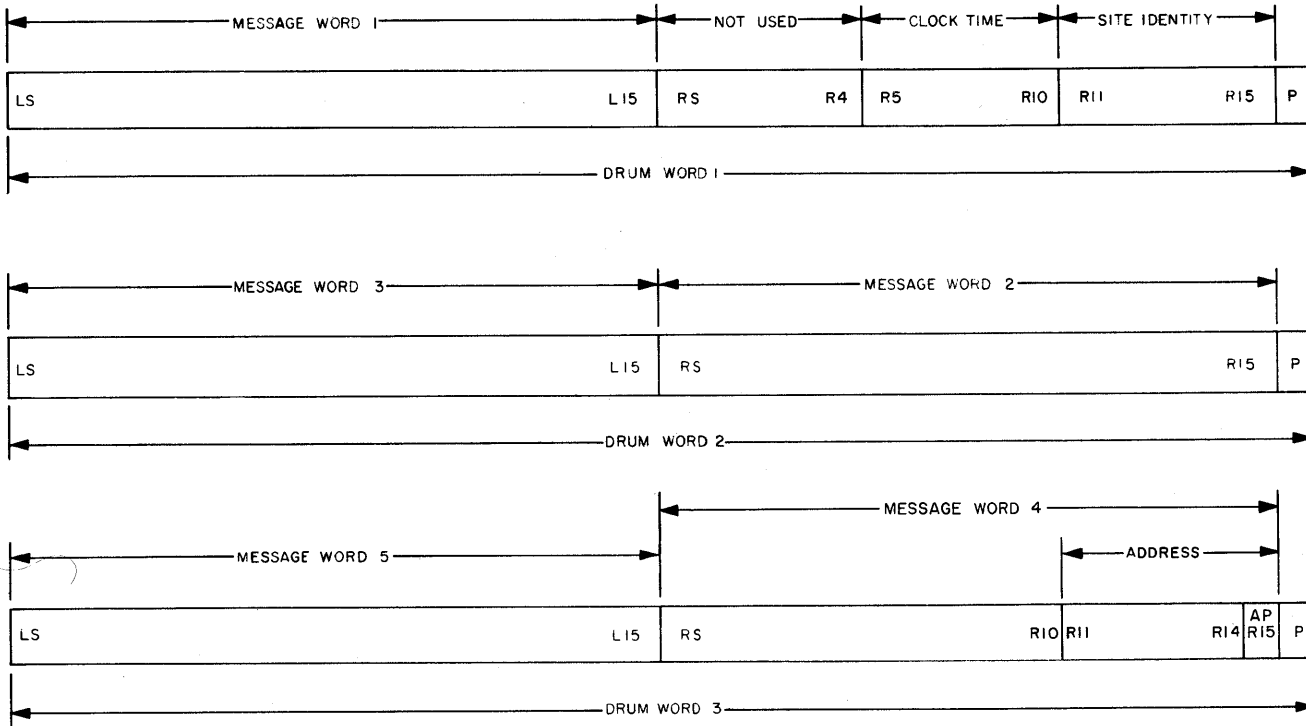 MESSAGE WORD 1 NOT USED CLOCK TIME SITE IDENTITY
LS L15 RS R4 R5 R10 R11 R15 P
DRUM WORD 1
MESSAGE WORD 3 MESSAGE WORD 2
LS L15 RS R15 P
DRUM WORD 2
MESSAGE WORD 4
MESSAGE WORD 5 ADDRESS
LS L15 RS R10 R11 R14 AP R15 P
DRUM WORD 3